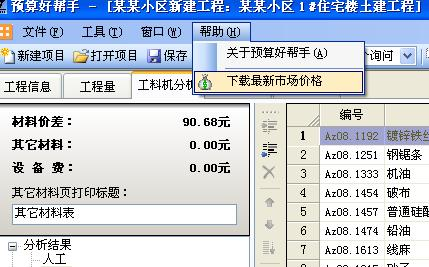 预算好帮手 - [某某小区新建工程: 某某小区1#住宅楼土建工程]
文件(F) 工具(T) 窗口(W) 帮助(H)
新建项目 打开项目 保存 询问
关于预算好帮手(A)
下载最新市场价格
工程信息 工程量 工料机分析
材料价差: 90.68元
其它材料: 0.00元
设 备 费: 0.00元
其它材料页打印标题:
其它材料表
分析结果
人工
编号
1 Az08.1192 镀锌铁丝
2 Az08.1251 钢锯条
3 Az08.1333 机油
4 Az08.1454 破布
5 Az08.1457 普通硅酸
6 Az08.1474 铅油
7 Az08.1613 线麻